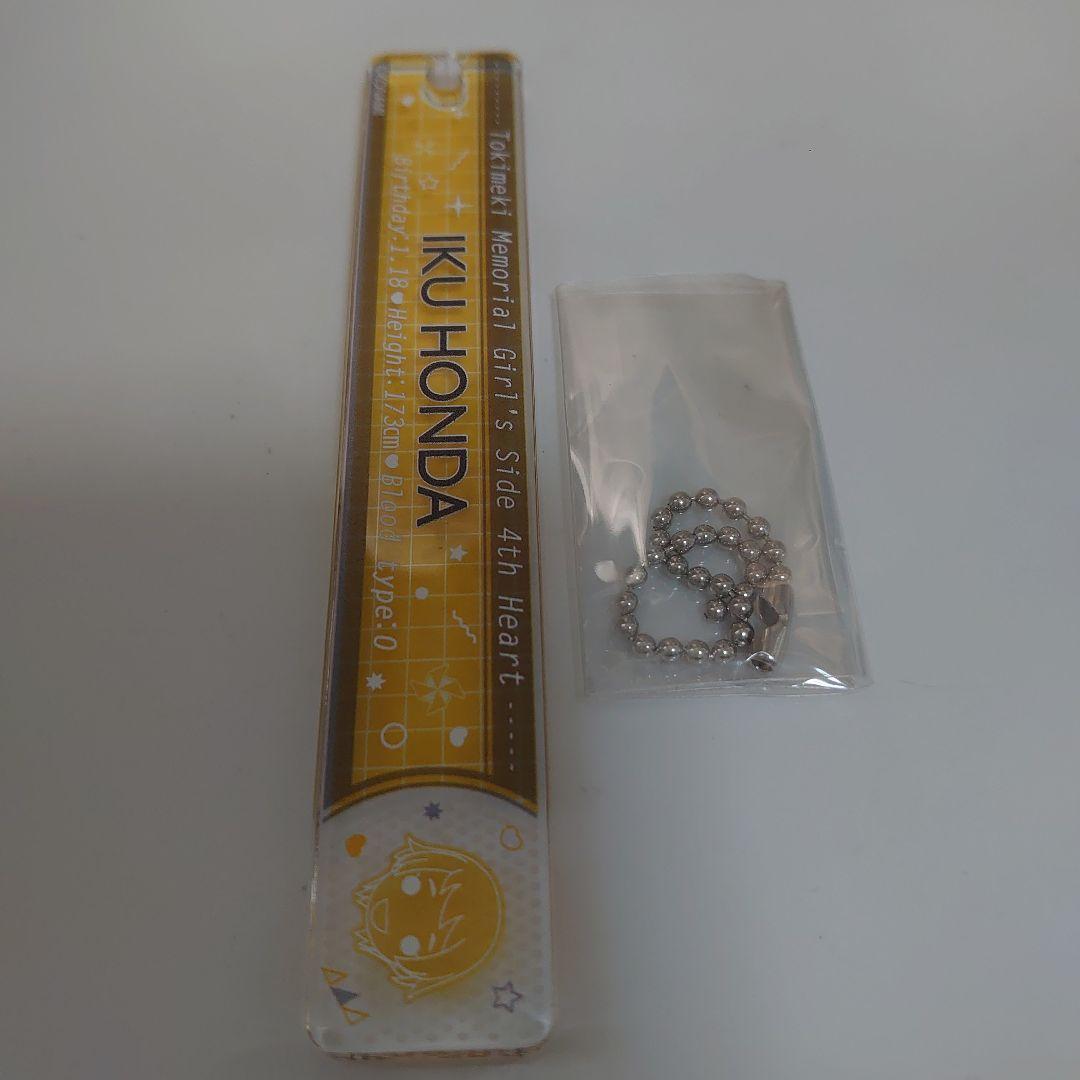 Tokimeki Memorial Girl's Side 4th Heart
IKU HONDA
Birthday:1.18♥Height:173cm♥Blood type:O